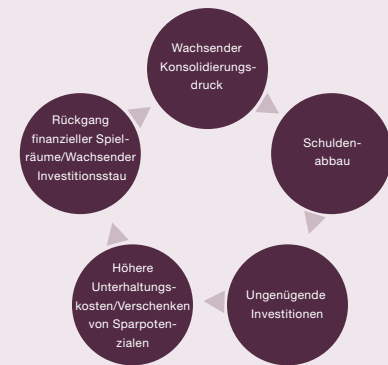 Wachsender
Konsolidierungs-
druck
Schulden-
abbau
Ungenügende
Investitionen
Höhere
Unterhaltungs-
kosten/Verschenken
von Sparpoten-
zialen
Rückgang
finanzieller Spiel-
räume/Wachsender
Investitionsstau